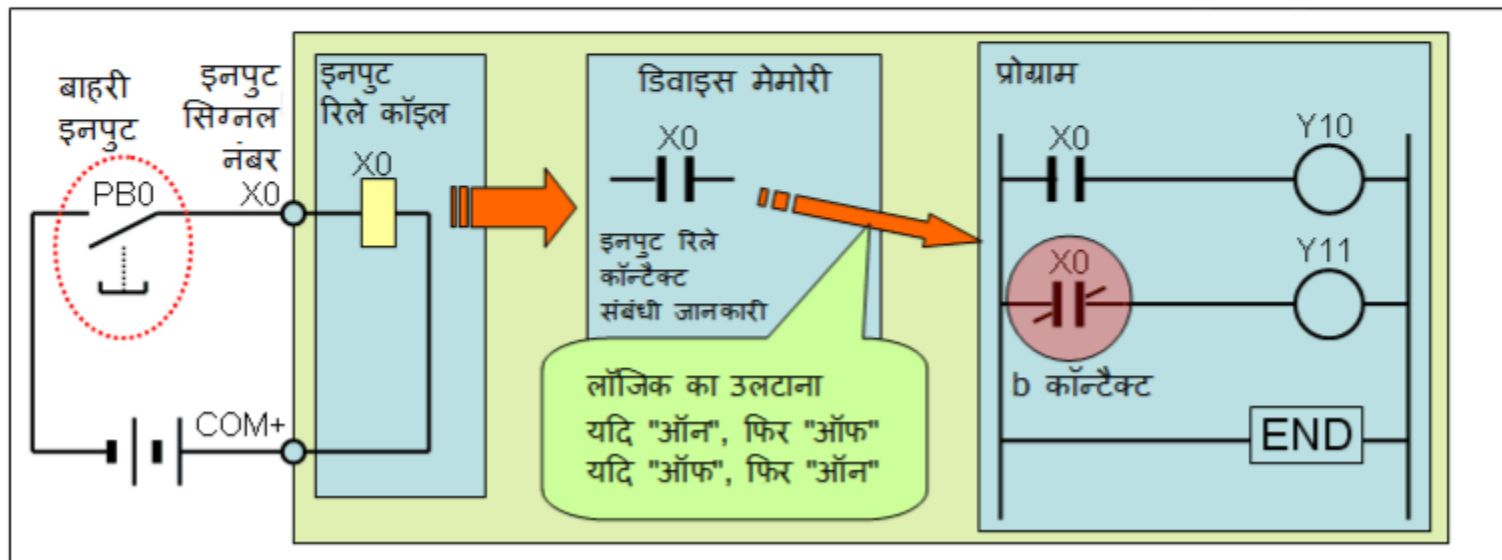 बाहरी
इनपुट
इनपुट
सिग्नल
नंबर
PB0
X0
COM+
इनपुट
रिले कॉइल
X0
डिवाइस मेमोरी
X0
इनपुट रिले
कॉन्टैक्ट
संबंधी जानकारी
लॉजिक का उलटाना
यदि "ऑन", फिर "ऑफ"
यदि "ऑफ", फिर "ऑन"
प्रोग्राम
X0
Y10
X0
Y11
b कॉन्टैक्ट
END